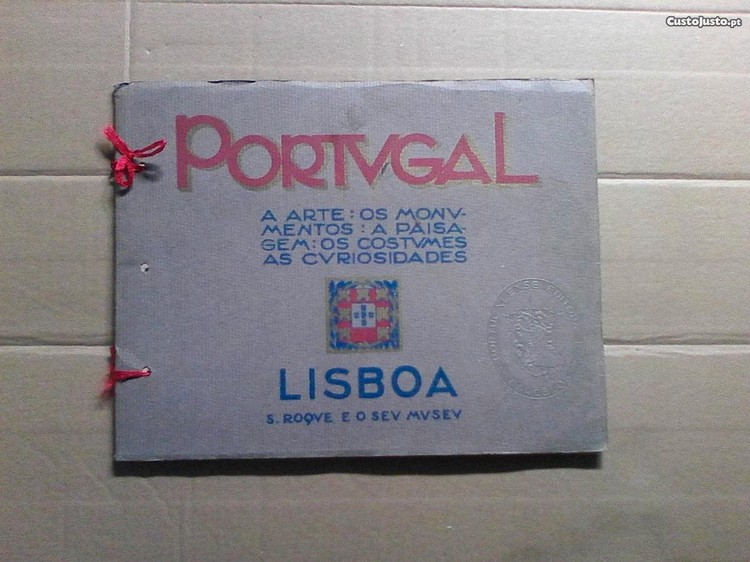 CustoJusto.pt
PORTVGAL
A ARTE : OS MONV-
MENTOS : A PAISA-
GEM : OS COSTVMES
AS CVRIOSIDADES
LISBOA
S. ROQVE E O SEV MVSEV